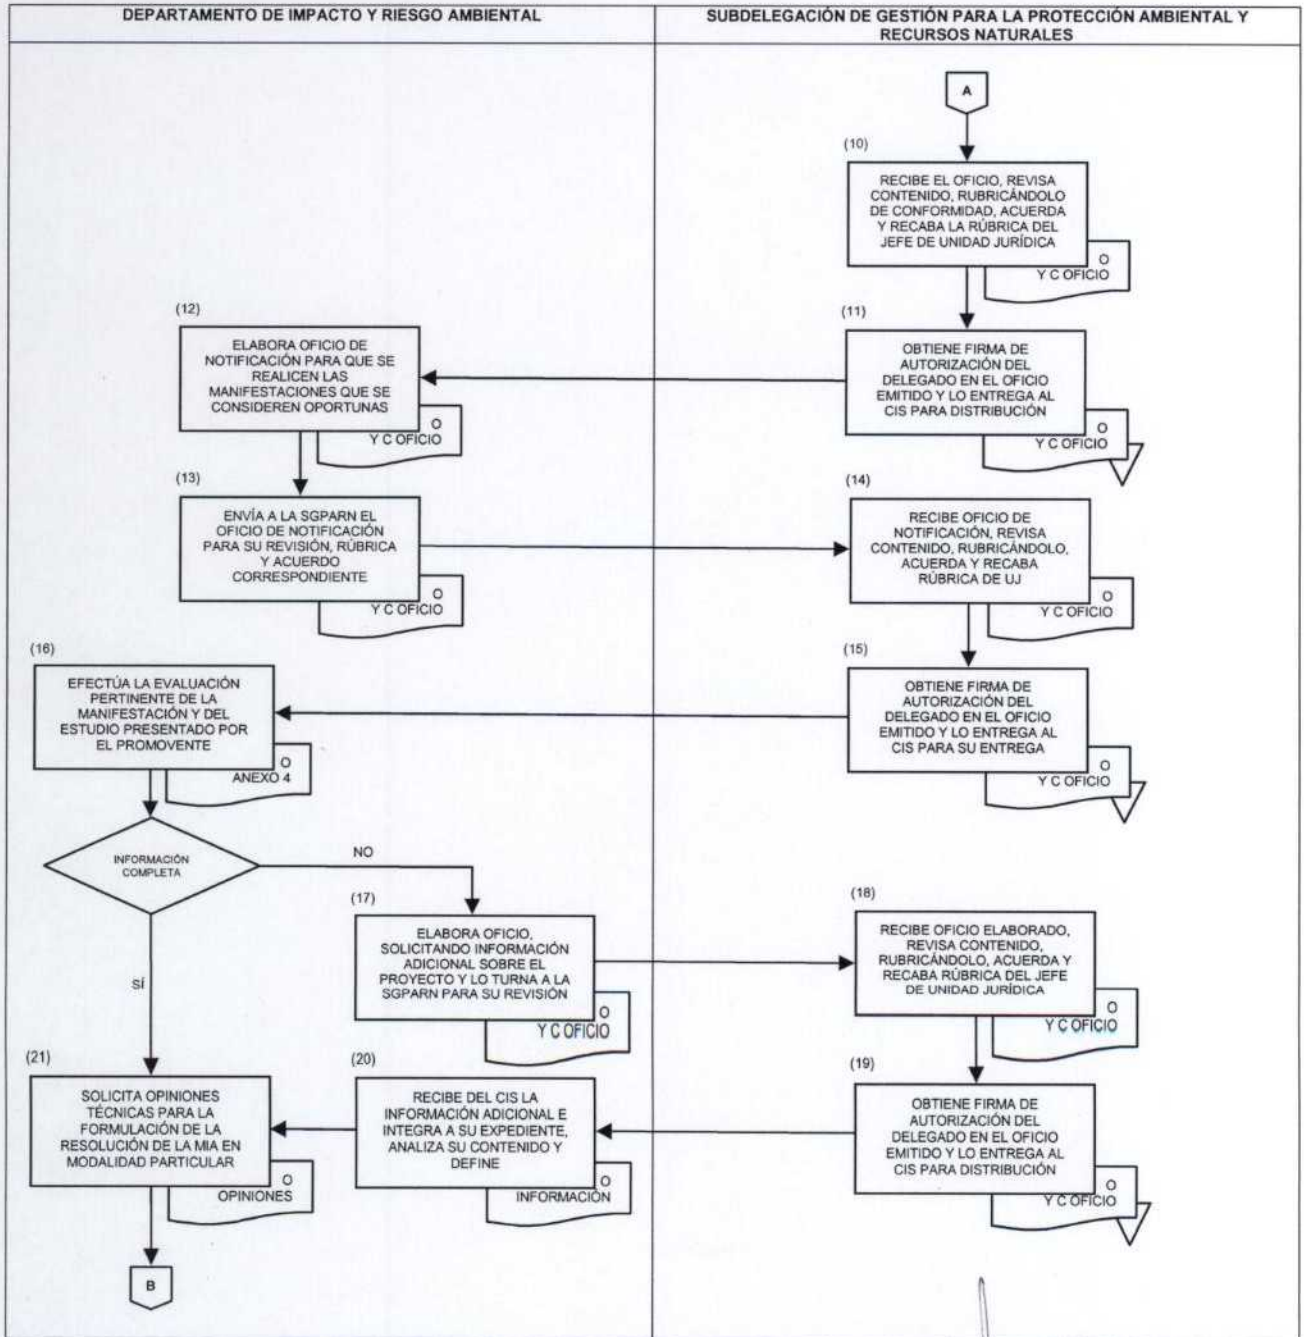 DEPARTAMENTO DE IMPACTO Y RIESGO AMBIENTAL
SUBDELEGACIÓN DE GESTIÓN PARA LA PROTECCIÓN AMBIENTAL Y
RECURSOS NATURALES
A
(10)
RECIBE EL OFICIO, REVISA
CONTENIDO, RUBRICÁNDOLO
DE CONFORMIDAD, ACUERDA
Y RECABA LA RÚBRICA DEL
JEFE DE UNIDAD JURÍDICA
O
Y C OFICIO
(11)
OBTIENE FIRMA DE
AUTORIZACIÓN DEL
DELEGADO EN EL OFICIO
EMITIDO Y LO ENTREGA AL
CIS PARA DISTRIBUCIÓN
O
Y C OFICIO
(12)
ELABORA OFICIO DE
NOTIFICACIÓN PARA QUE SE
REALICEN LAS
MANIFESTACIONES QUE SE
CONSIDEREN OPORTUNAS
O
Y C OFICIO
(13)
ENVÍA A LA SGPARN EL
OFICIO DE NOTIFICACIÓN
PARA SU REVISIÓN, RÚBRICA
Y ACUERDO
CORRESPONDIENTE
O
Y C OFICIO
(14)
RECIBE OFICIO DE
NOTIFICACIÓN, REVISA
CONTENIDO, RUBRICÁNDOLO,
ACUERDA Y RECABA
RÚBRICA DE UJ
O
Y C OFICIO
(15)
OBTIENE FIRMA DE
AUTORIZACIÓN DEL
DELEGADO EN EL OFICIO
EMITIDO Y LO ENTREGA AL
CIS PARA SU ENTREGA
O
Y C OFICIO
(16)
EFECTÚA LA EVALUACIÓN
PERTINENTE DE LA
MANIFESTACIÓN Y DEL
ESTUDIO PRESENTADO POR
EL PROMOVENTE
O
ANEXO 4
INFORMACIÓN
COMPLETA
NO
SÍ
(17)
ELABORA OFICIO,
SOLICITANDO INFORMACIÓN
ADICIONAL SOBRE EL
PROYECTO Y LO TURNA A LA
SGPARN PARA SU REVISIÓN
O
Y C OFICIO
(18)
RECIBE OFICIO ELABORADO,
REVISA CONTENIDO,
RUBRICÁNDOLO, ACUERDA Y
RECABA RÚBRICA DEL JEFE
DE UNIDAD JURÍDICA
O
Y C OFICIO
(19)
OBTIENE FIRMA DE
AUTORIZACIÓN DEL
DELEGADO EN EL OFICIO
EMITIDO Y LO ENTREGA AL
CIS PARA DISTRIBUCIÓN
O
Y C OFICIO
(20)
RECIBE DEL CIS LA
INFORMACIÓN ADICIONAL E
INTEGRA A SU EXPEDIENTE,
ANALIZA SU CONTENIDO Y
DEFINE
O
INFORMACIÓN
(21)
SOLICITA OPINIONES
TÉCNICAS PARA LA
FORMULACIÓN DE LA
RESOLUCIÓN DE LA MIA EN
MODALIDAD PARTICULAR
O
OPINIONES
B